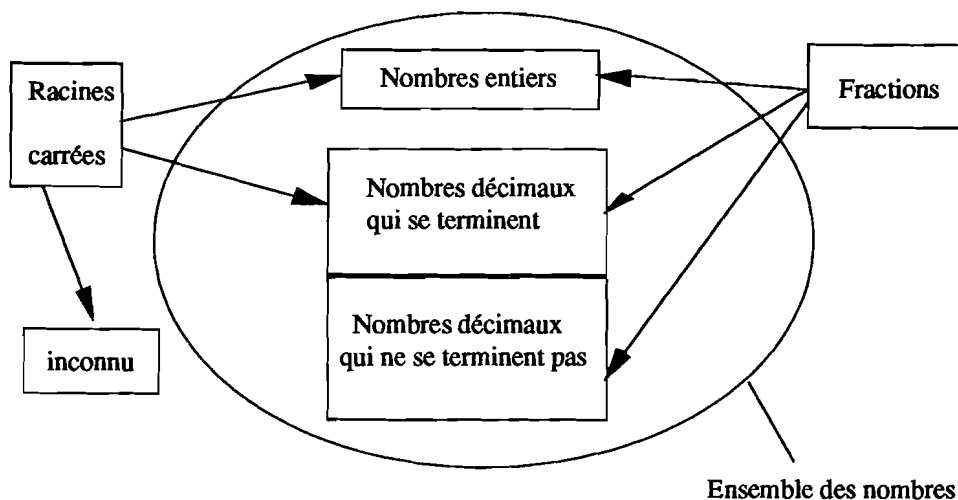 Racines
carrées
Nombres entiers
Fractions
Nombres décimaux
qui se terminent
Nombres décimaux
qui ne se terminent pas
inconnu
Ensemble des nombres